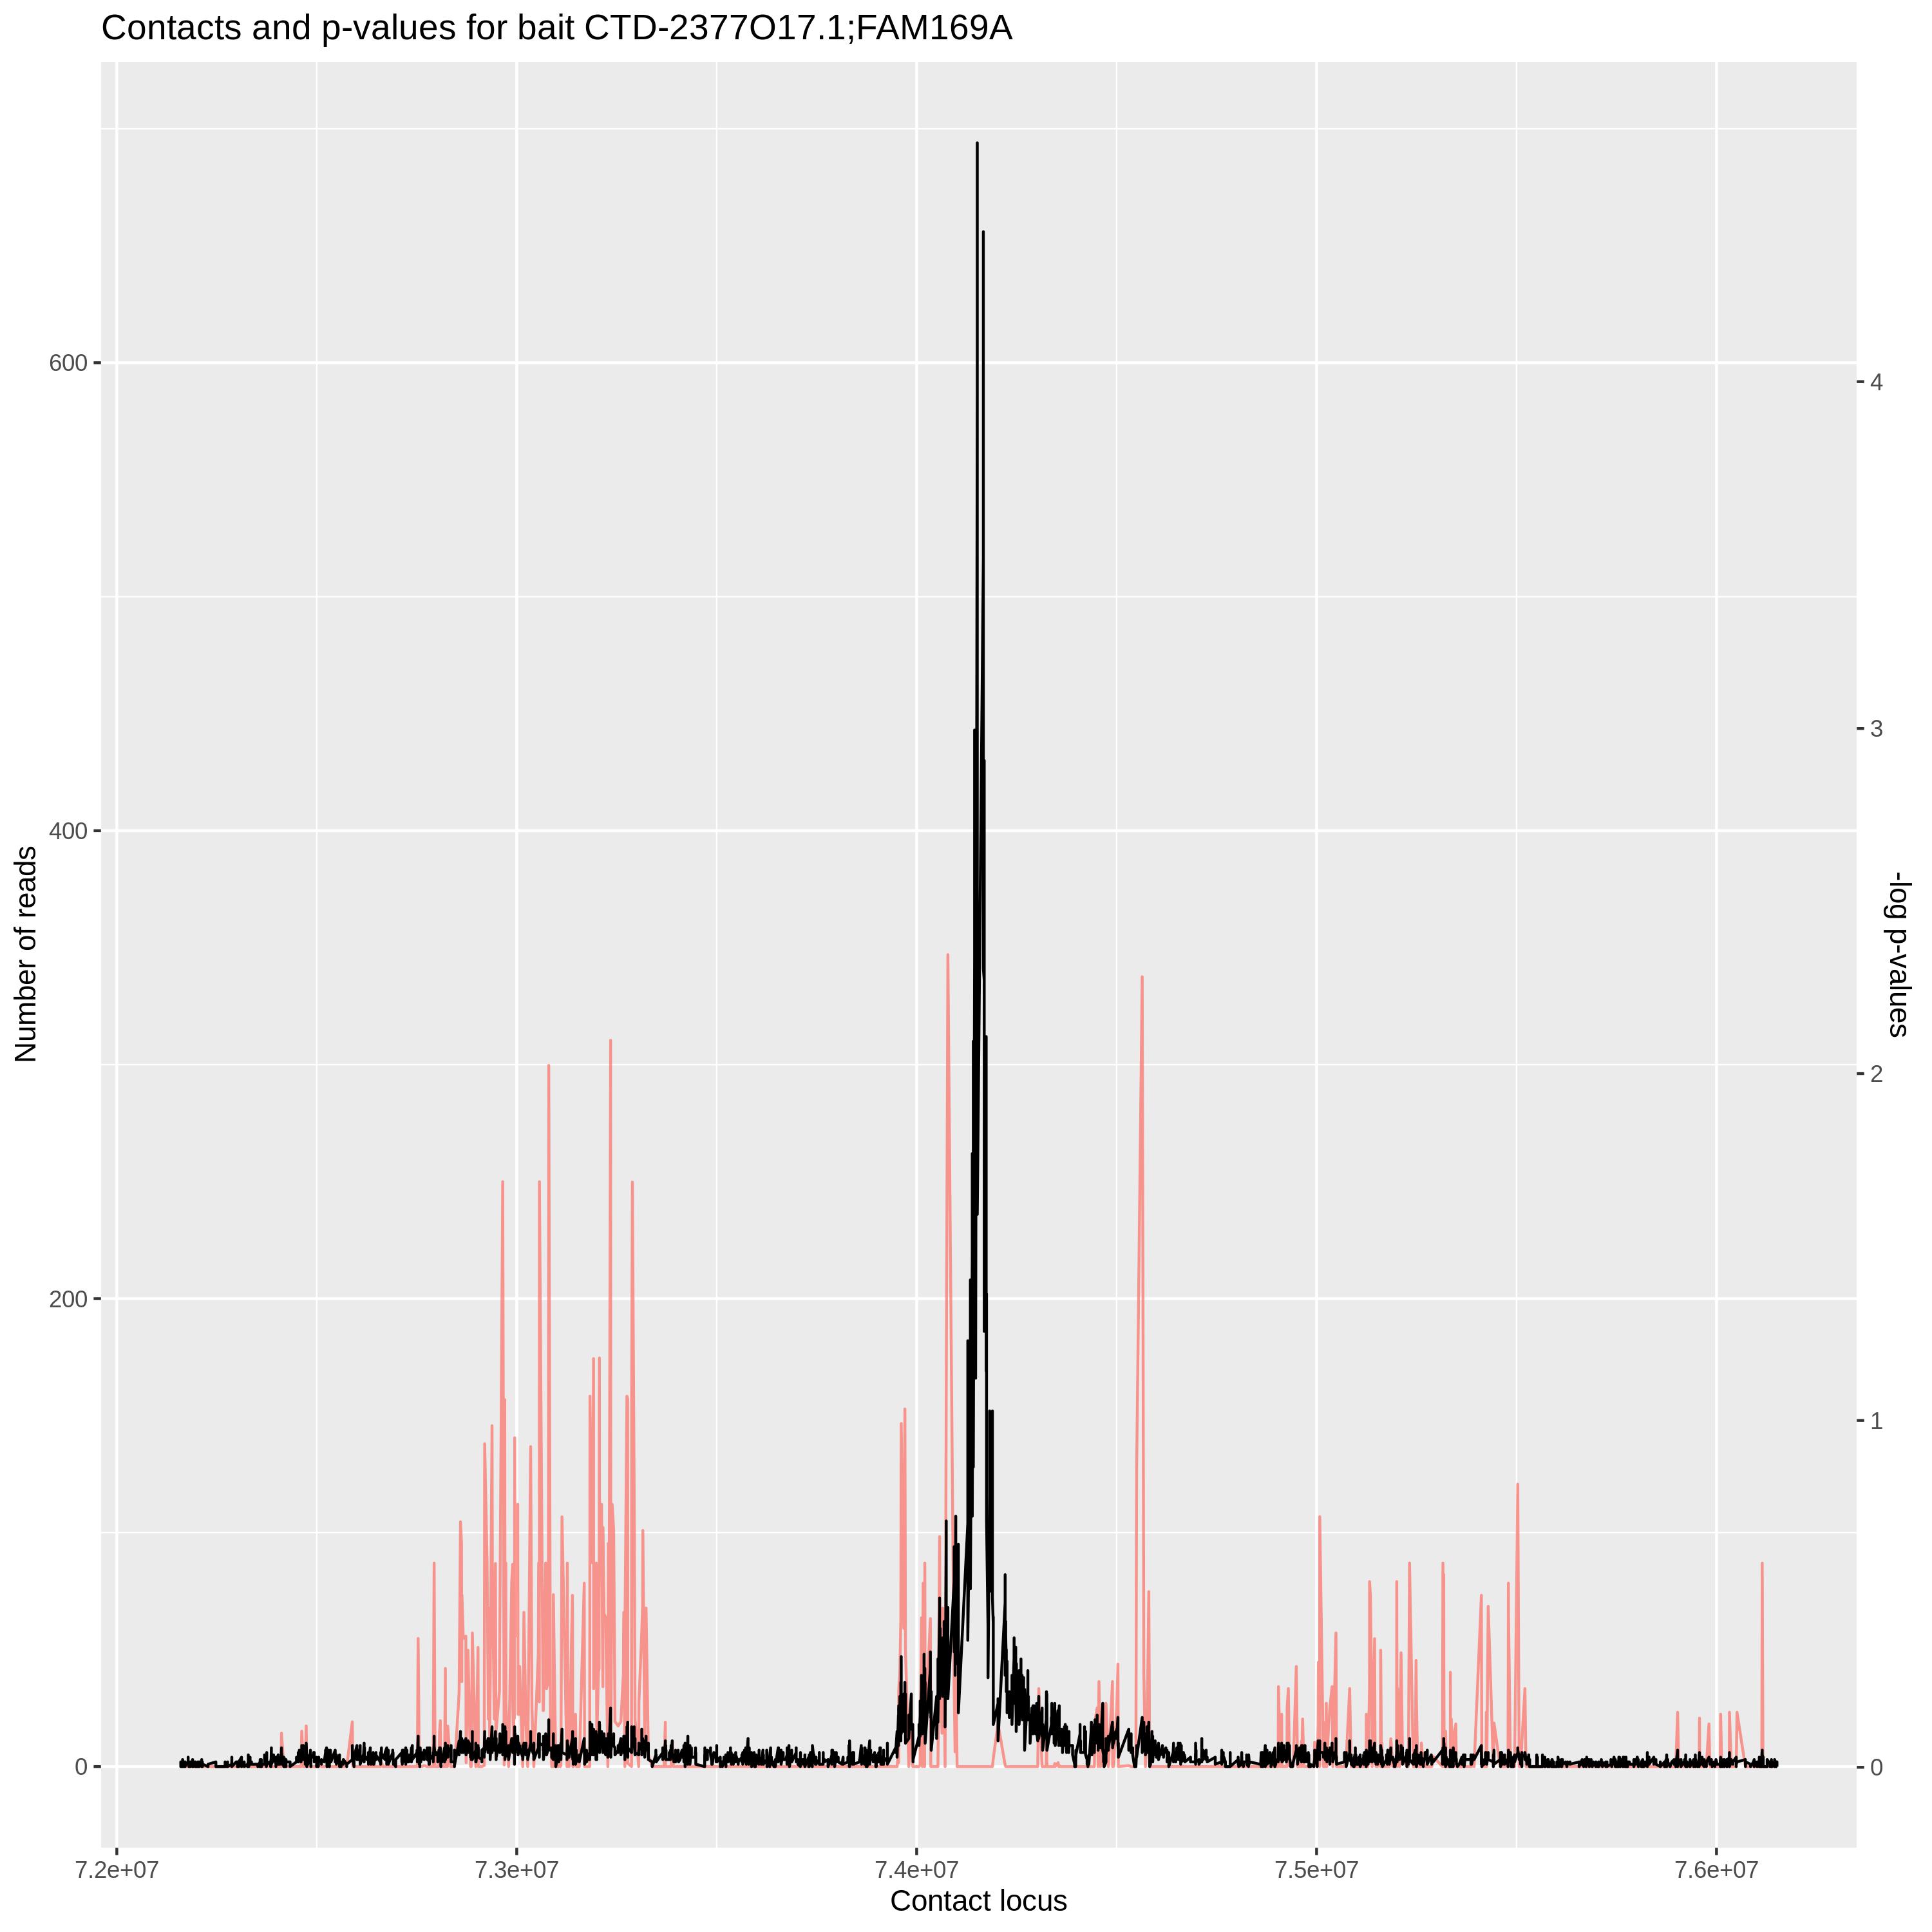 Contacts and p-values for bait CTD-2377O17.1;FAM169A
Number of reads
600
400
200
0
-log p-values
4
3
2
1
0
7.2e+07
7.3e+07
7.4e+07
7.5e+07
7.6e+07
Contact locus